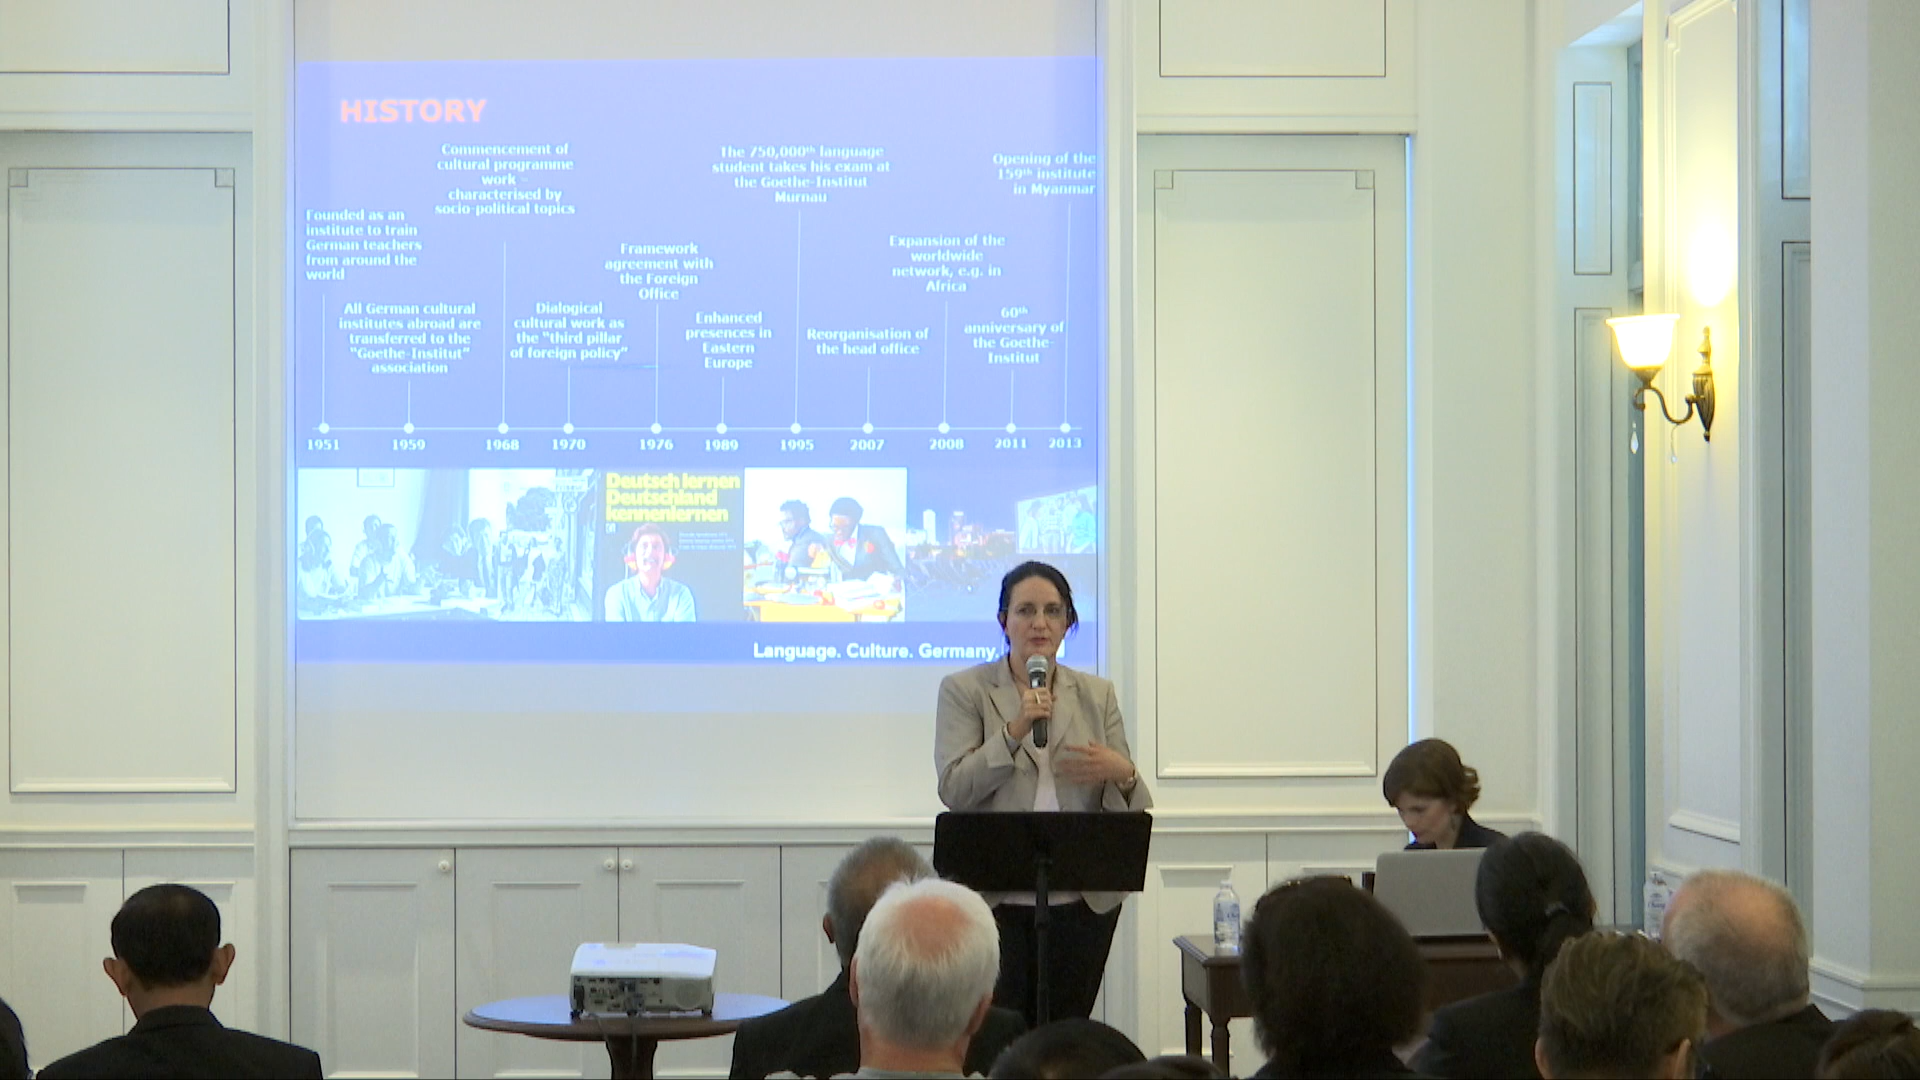 HISTORY
Founded as an
institute to train
German teachers
from around the
world
All German cultural
institutes abroad are
transferred to the
"Goethe-Institut"
association
Commencement of
cultural programme
work -
characterised by
socio-political topics
Dialogical
cultural work as
the "third pillar
of foreign policy"
Framework
agreement with
the Foreign
Office
Enhanced
presences in
Eastern
Europe
The 750,000th language
student takes his exam at
the Goethe-Institut
Murnau
Reorganisation of
the head office
Expansion of the
worldwide
network, e.g. in
Africa
60th
anniversary of
the Goethe-
Institut
Opening of the
159th institute
in Myanmar
1951 1959 1968 1970 1976 1989 1995 2007 2008 2011 2013
Deutsch lernen
Deutschland
kennenlernen
Language. Culture. Germany.